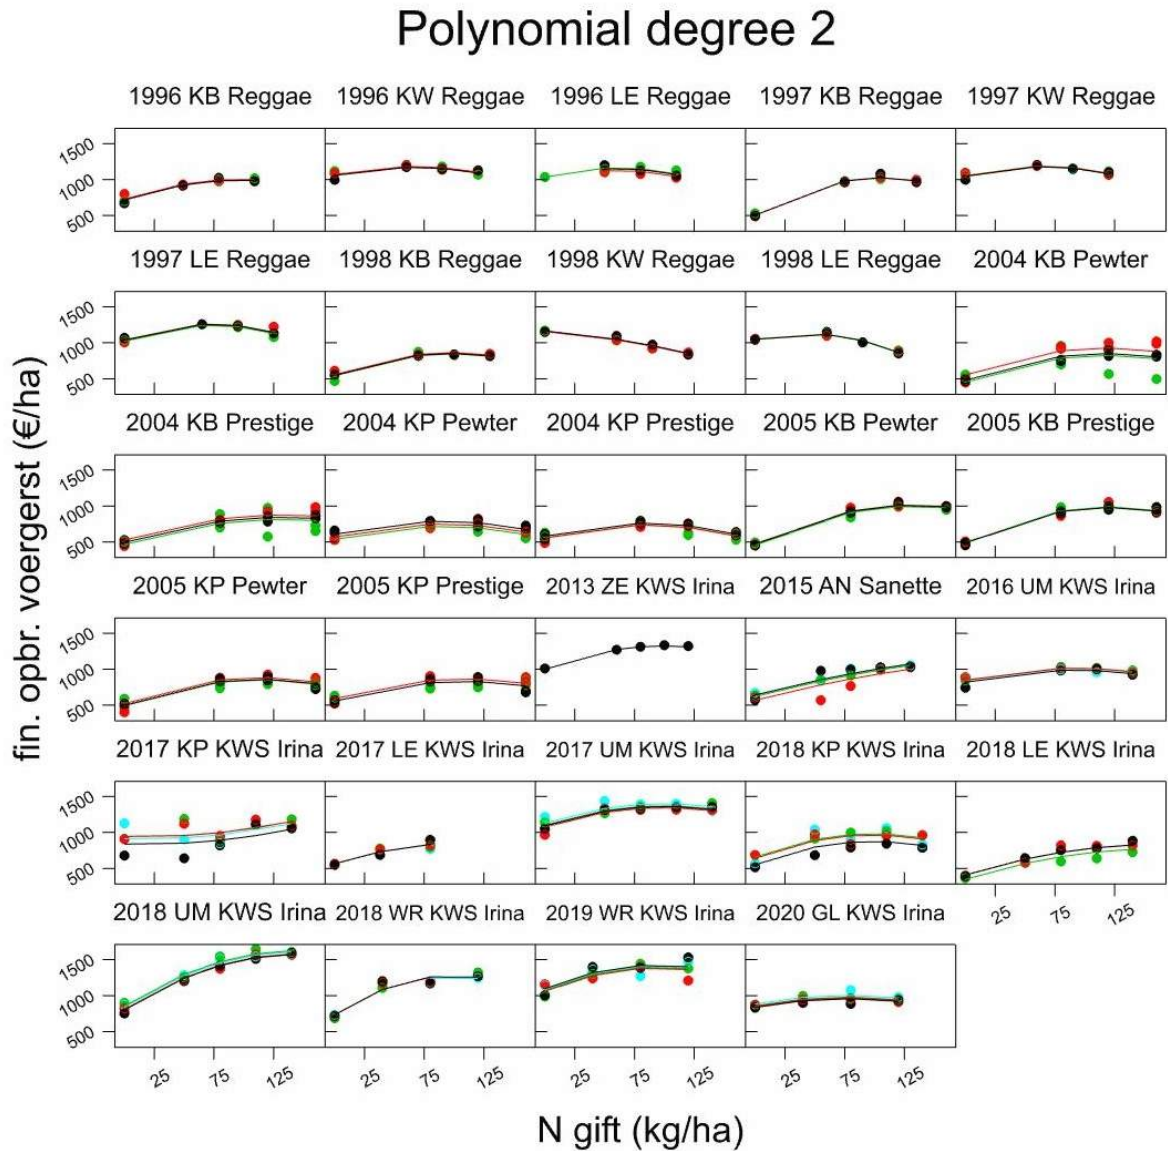 Polynomial degree 2
1996 KB Reggae 1996 KW Reggae 1996 LE Reggae 1997 KB Reggae 1997 KW Reggae
1500
1000
500
1997 LE Reggae 1998 KB Reggae 1998 KW Reggae 1998 LE Reggae 2004 KB Pewter
1500
1000
500
2004 KB Prestige 2004 KP Pewter 2004 KP Prestige 2005 KB Pewter 2005 KB Prestige
1500
1000
500
2005 KP Pewter 2005 KP Prestige 2013 ZE KWS Irina 2015 AN Sanette 2016 UM KWS Irina
1500
1000
500
2017 KP KWS Irina 2017 LE KWS Irina 2017 UM KWS Irina 2018 KP KWS Irina 2018 LE KWS Irina
1500
1000
500
25 75 125
2018 UM KWS Irina 2018 WR KWS Irina 2019 WR KWS Irina 2020 GL KWS Irina
1500
1000
500
25 75 125 25 75 125 25 75 125 25 75 125
fin. opbr. voergerst (€/ha)
N gift (kg/ha)